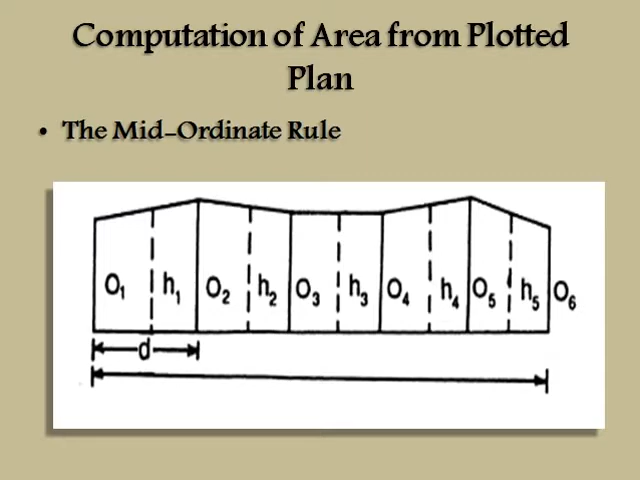 Computation of Area from Plotted
Plan
• The Mid-Ordinate Rule
O₁ h₁ O₂ h₂ O₃ h₃ O₄ h₄ O₅ h₅ O₆
d